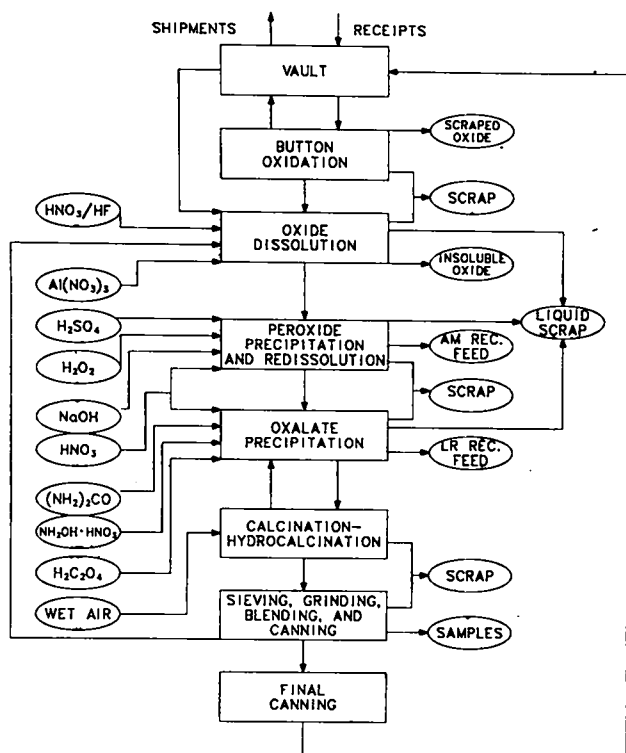 SHIPMENTS
RECEIPTS
VAULT
BUTTON
OXIDATION
SCRAPED
OXIDE
SCRAP
HNO₃/HF
OXIDE
DISSOLUTION
INSOLUBLE
OXIDE
Al(NO₃)₃
LIQUID
SCRAP
H₂SO₄
PEROXIDE
PRECIPITATION
AND REDISSOLUTION
AM REC.
FEED
H₂O₂
SCRAP
NaOH
OXALATE
PRECIPITATION
HNO₃
LR REC.
FEED
(NH₂)₂CO
NH₂OH·HNO₃
CALCINATION–
HYDROCALCINATION
H₂C₂O₄
SCRAP
WET AIR
SIEVING, GRINDING,
BLENDING, AND
CANNING
SAMPLES
FINAL
CANNING